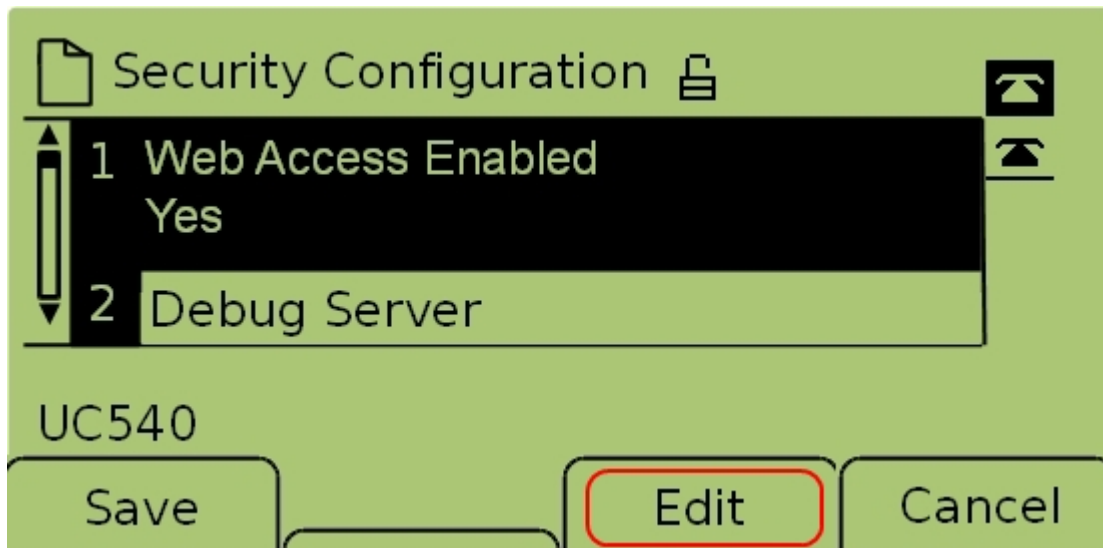 Security Configuration
1 Web Access Enabled
Yes
2 Debug Server
UC540
Save Edit Cancel